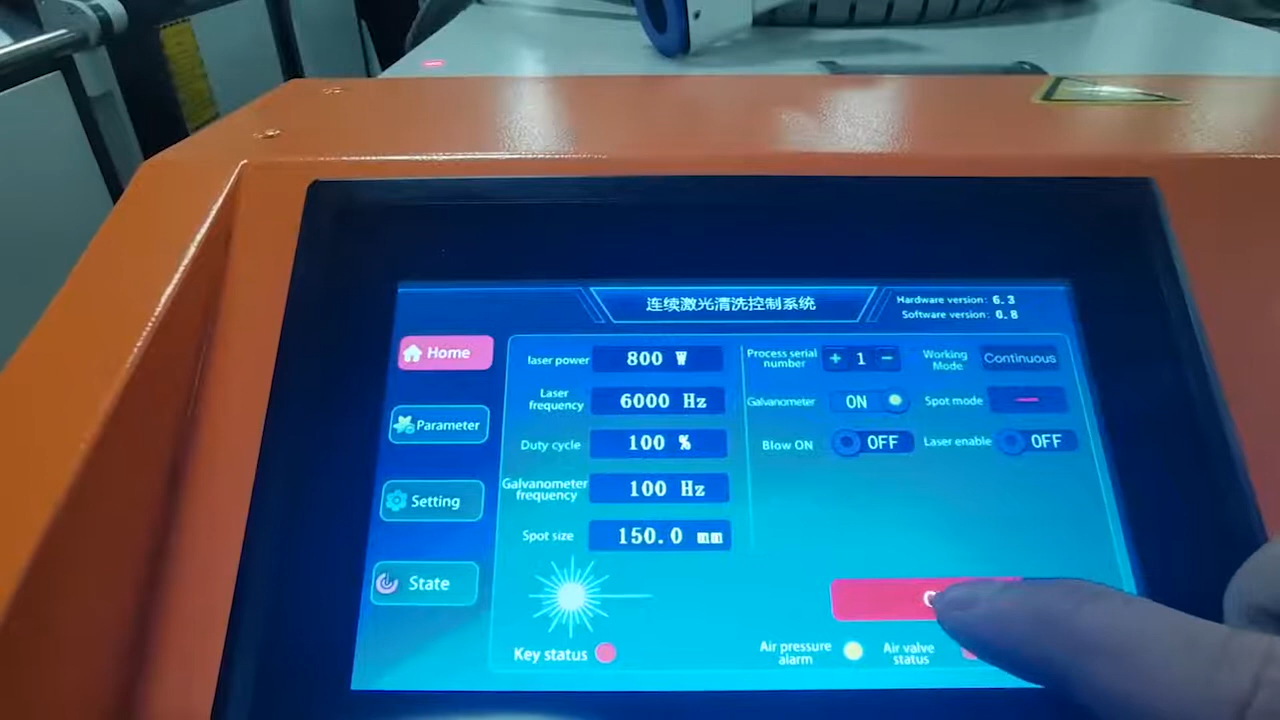 连续激光清洗控制系统
Hardware version: 6.3
Software version: 0.8
Home
Parameter
Setting
State
laser power
800 W
Laser
frequency
6000 Hz
Duty cycle
100 %
Galvanometer
frequency
100 Hz
Spot size
150.0 mm
Process serial
number
+ 1 −
Working
Mode
Continuous
Galvanometer
ON
Spot mode
Blow ON
OFF
Laser enable
OFF
Key status
Air pressure
alarm
Air valve
status